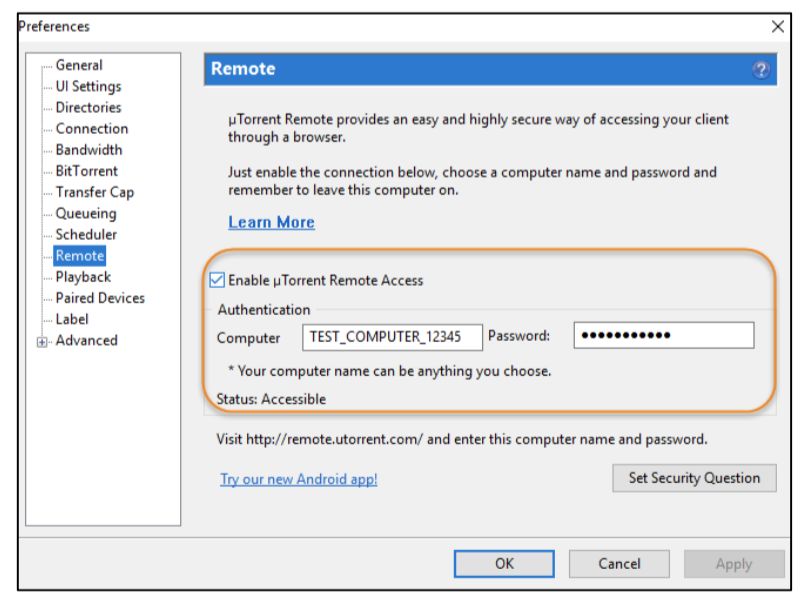 Preferences
General
UI Settings
Directories
Connection
Bandwidth
BitTorrent
Transfer Cap
Queueing
Scheduler
Remote
Playback
Paired Devices
Label
Advanced
Remote
µTorrent Remote provides an easy and highly secure way of accessing your client
through a browser.
Just enable the connection below, choose a computer name and password and
remember to leave this computer on.
Learn More
Enable µTorrent Remote Access
Authentication
Computer TEST_COMPUTER_12345 Password: •••••••••••
* Your computer name can be anything you choose.
Status: Accessible
Visit http://remote.utorrent.com/ and enter this computer name and password.
Try our new Android app! Set Security Question
OK Cancel Apply